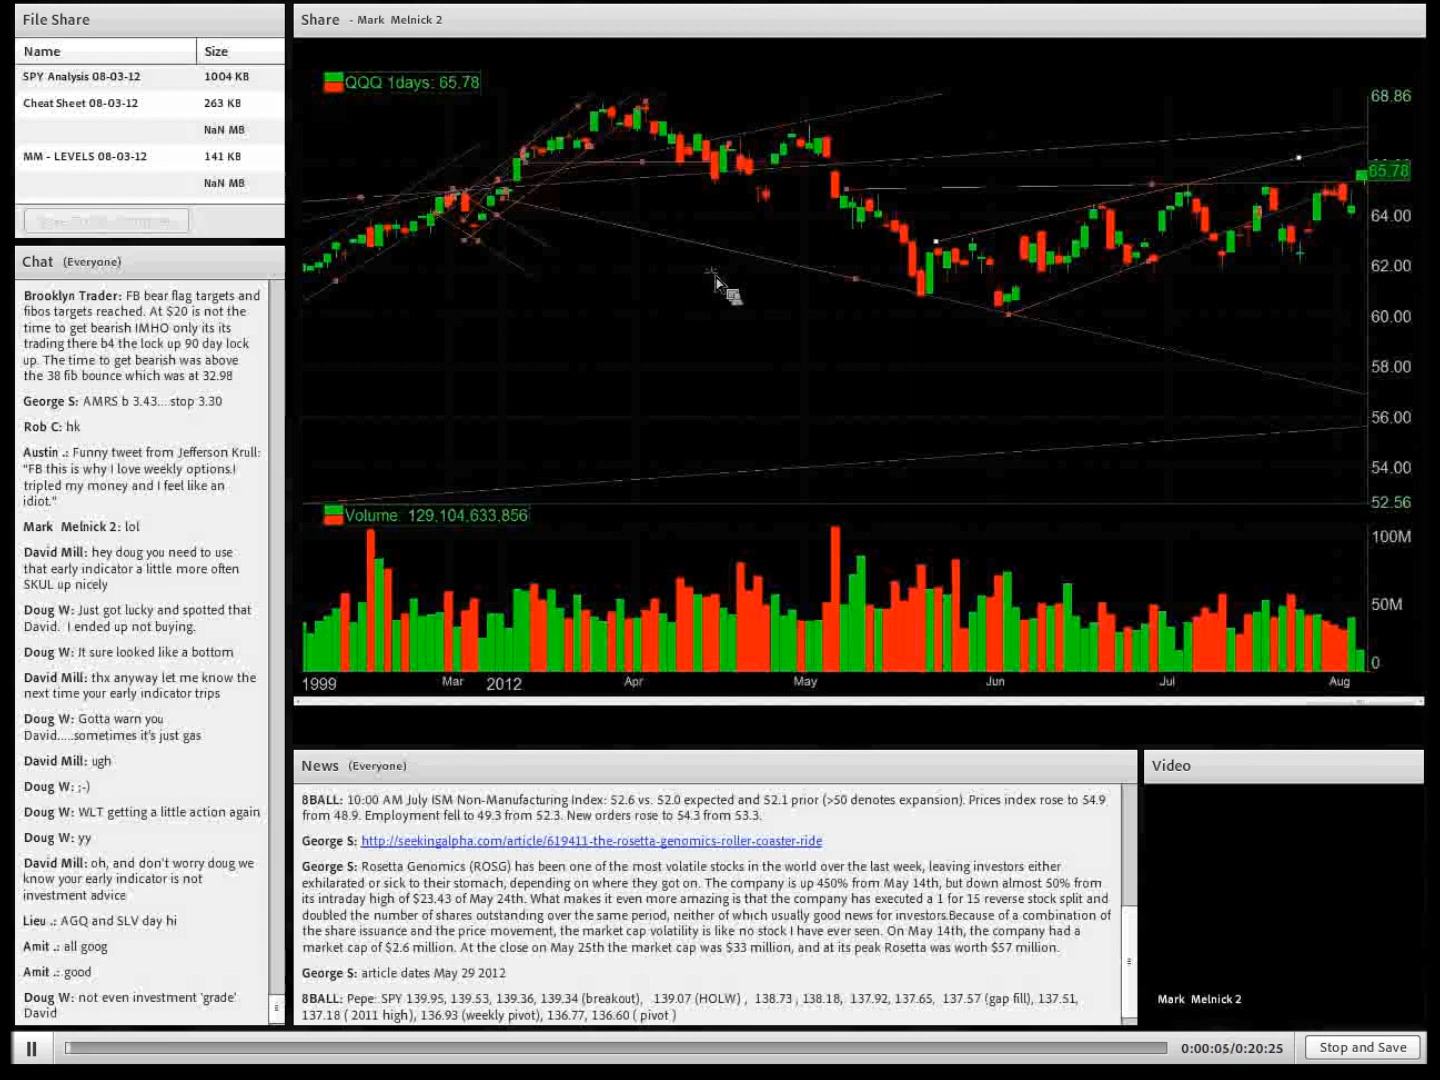 File Share
Name Size
SPY Analysis 08-03-12 1004 KB
Cheat Sheet 08-03-12 263 KB
NaN MB
MM - LEVELS 08-03-12 141 KB
NaN MB
Chat (Everyone)
Brooklyn Trader: FB bear flag targets and
fibos targets reached. At $20 is not the
time to get bearish IMHO only its its
trading there b4 the lock up 90 day lock
up. The time to get bearish was above
the 38 fib bounce which was at 32.98
George S: AMRS b 3.43... stop 3.30
Rob C: hk
Austin .: Funny tweet from Jefferson Krull:
"FB this is why I love weekly options.I
tripled my money and I feel like an
idiot."
Mark Melnick 2: lol
David Mill: hey doug you need to use
that early indicator a little more often
SKUL up nicely
Doug W: Just got lucky and spotted that
David. I ended up not buying.
Doug W: It sure looked like a bottom
David Mill: thx anyway let me know the
next time your early indicator trips
Doug W: Gotta warn you
David.....sometimes it's just gas
David Mill: ugh
Doug W: ;-)
Doug W: WLT getting a little action again
Doug W: yy
David Mill: oh, and don't worry doug we
know your early indicator is not
investment advice
Lieu .: AGQ and SLV day hi
Amit .: all goog
Amit .: good
Doug W: not even investment 'grade'
David
Share - Mark Melnick 2
QQQ 1days: 65.78
68.86
65.78
64.00
62.00
60.00
58.00
56.00
54.00
52.56
Volume: 129,104,633,856
100M
50M
0
1999 Mar 2012 Apr May Jun Jul Aug
News (Everyone)
8BALL: 10:00 AM July ISM Non-Manufacturing Index: 52.6 vs. 52.0 expected and 52.1 prior (>50 denotes expansion). Prices index rose to 54.9
from 48.9. Employment fell to 49.3 from 52.3. New orders rose to 54.3 from 53.3.
George S: http://seekingalpha.com/article/619411-the-rosetta-genomics-roller-coaster-ride
George S: Rosetta Genomics (ROSG) has been one of the most volatile stocks in the world over the last week, leaving investors either
exhilarated or sick to their stomach, depending on where they got on. The company is up 450% from May 14th, but down almost 50% from
its intraday high of $23.43 of May 24th. What makes it even more amazing is that the company has executed a 1 for 15 reverse stock split and
doubled the number of shares outstanding over the same period, neither of which usually good news for investors.Because of a combination of
the share issuance and the price movement, the market cap volatility is like no stock I have ever seen. On May 14th, the company had a
market cap of $2.6 million. At the close on May 25th the market cap was $33 million, and at its peak Rosetta was worth $57 million.
George S: article dates May 29 2012
8BALL: Pepe: SPY 139.95, 139.53, 139.36, 139.34 (breakout), 139.07 (HOLW) , 138.73 , 138.18, 137.92, 137.65, 137.57 (gap fill), 137.51,
137.18 ( 2011 high), 136.93 (weekly pivot), 136.77, 136.60 ( pivot )
Video
Mark Melnick 2
0:00:05/0:20:25
Stop and Save